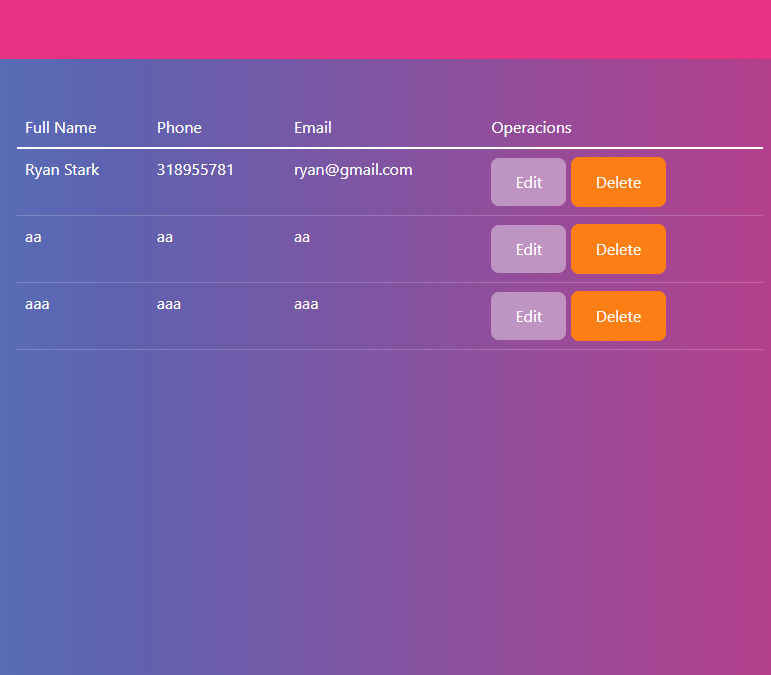 Full Name Phone Email Operacions
Ryan Stark 318955781 ryan@gmail.com Edit Delete
aa aa aa Edit Delete
aaa aaa aaa Edit Delete